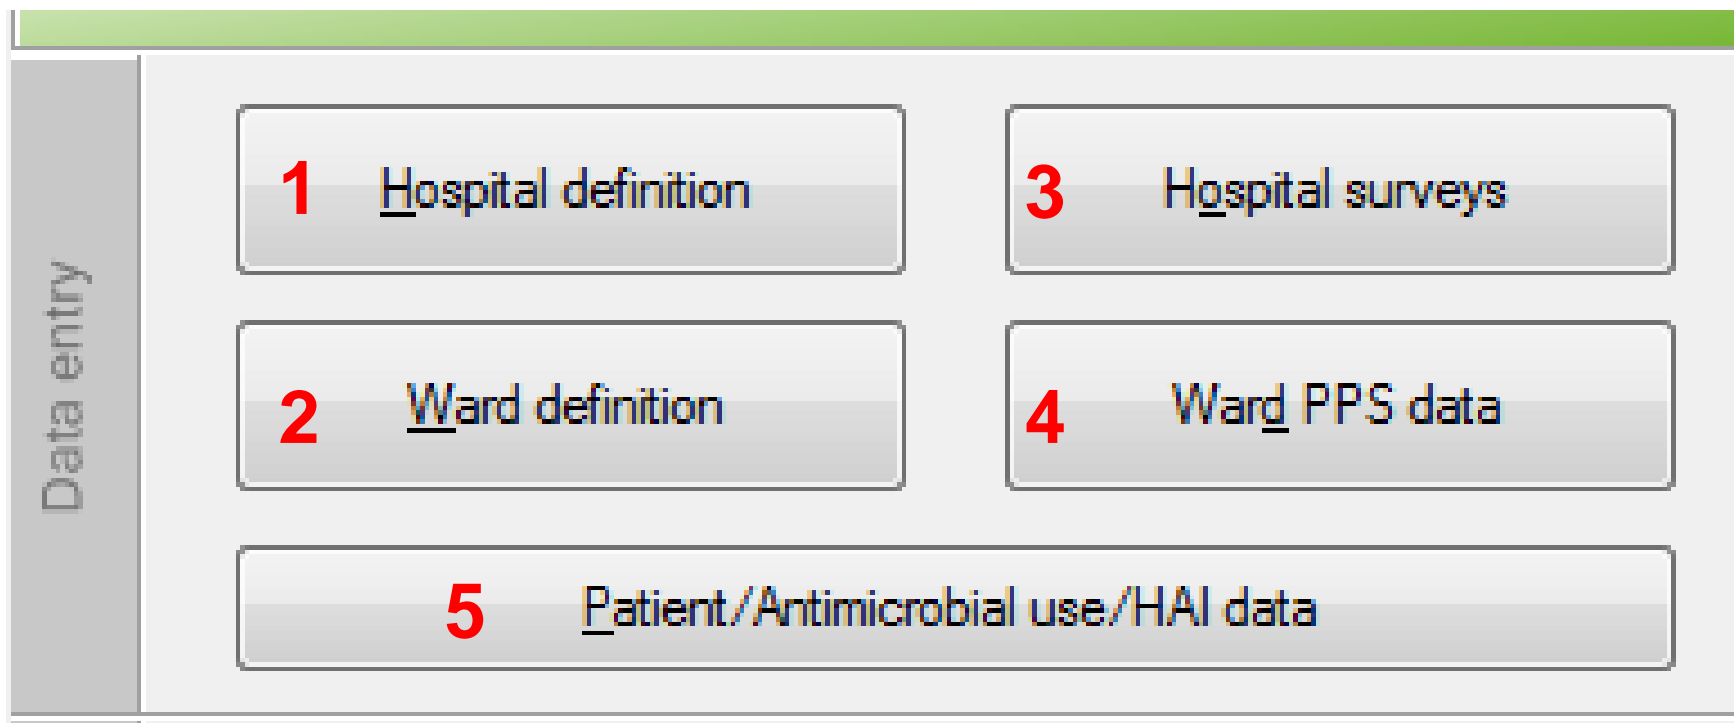 Data entry
1 Hospital definition
3 Hospital surveys
2 Ward definition
4 Ward PPS data
5 Patient/Antimicrobial use/HAI data